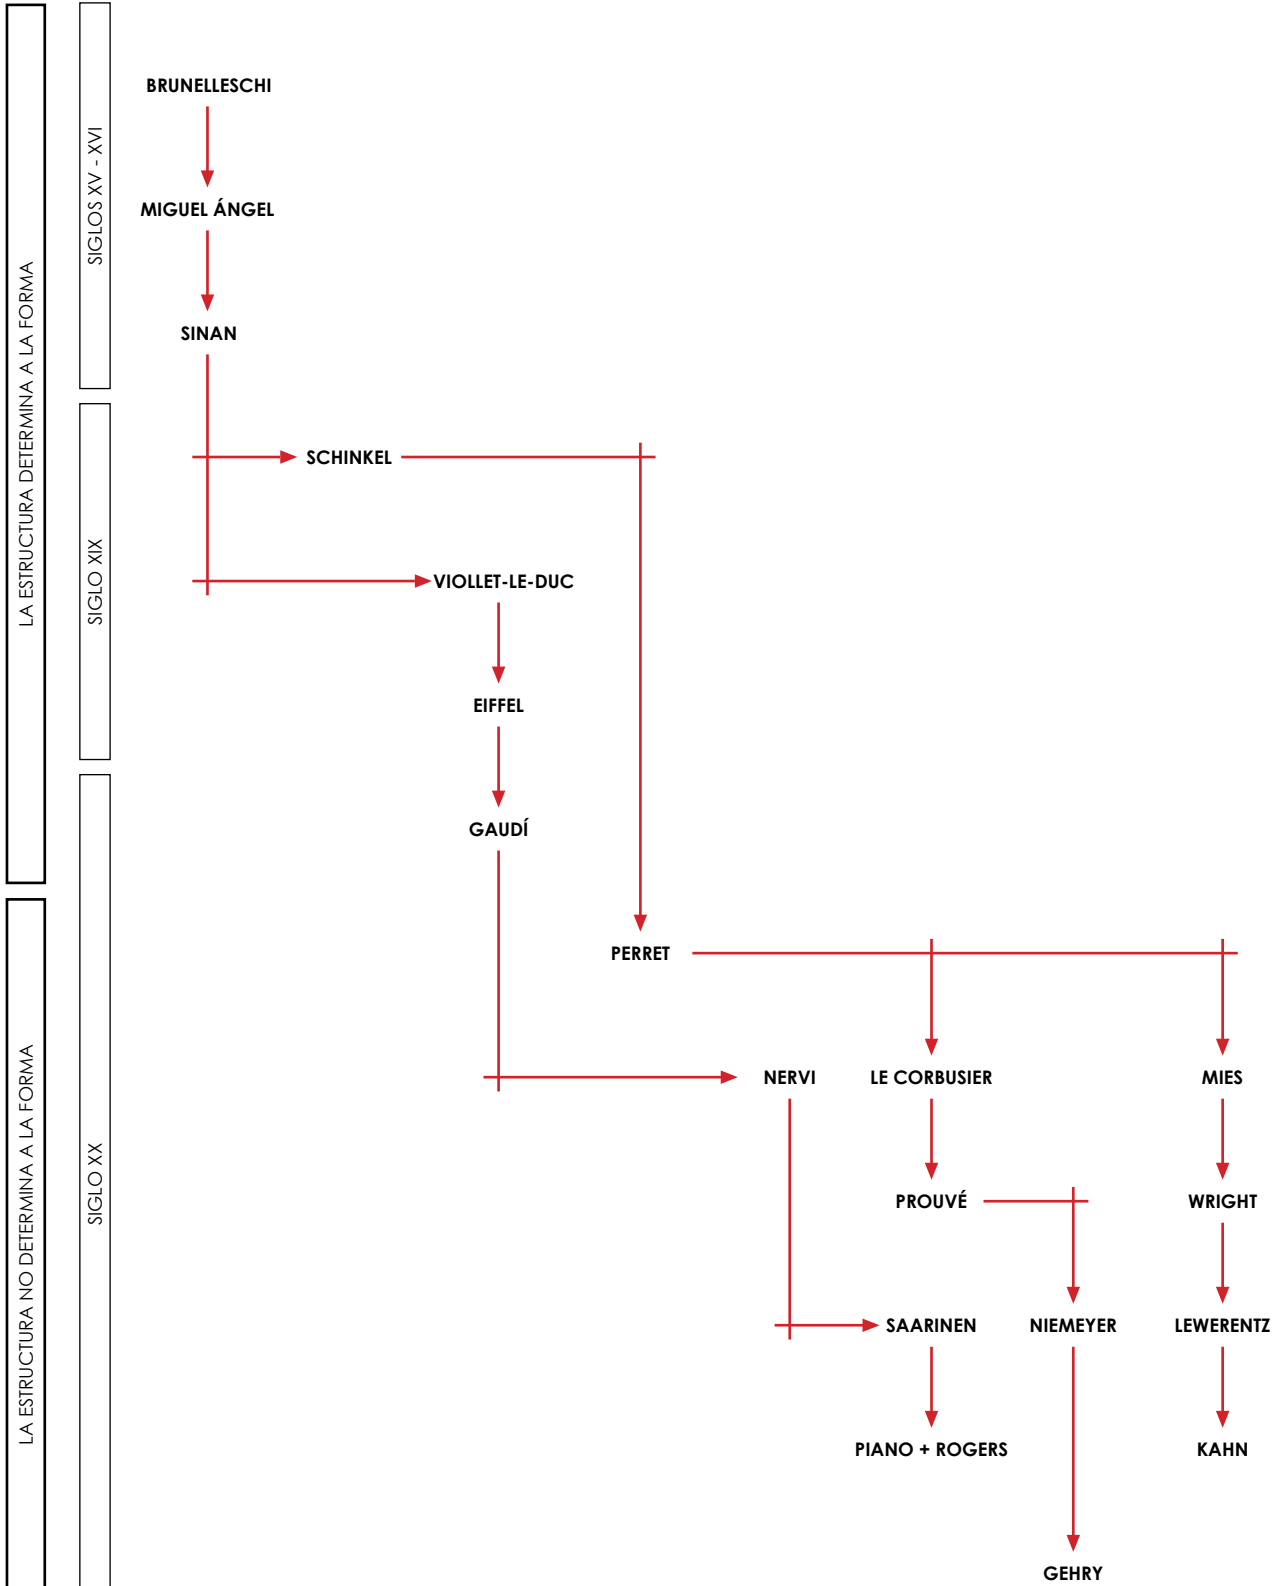 LA ESTRUCTURA DETERMINA A LA FORMA
LA ESTRUCTURA NO DETERMINA A LA FORMA
SIGLOS XV - XVI
SIGLO XIX
SIGLO XX
BRUNELLESCHI
MIGUEL ÁNGEL
SINAN
SCHINKEL
VIOLLET-LE-DUC
EIFFEL
GAUDÍ
PERRET
NERVI
LE CORBUSIER
MIES
PROUVÉ
WRIGHT
SAARINEN
NIEMEYER
LEWERENTZ
PIANO + ROGERS
KAHN
GEHRY